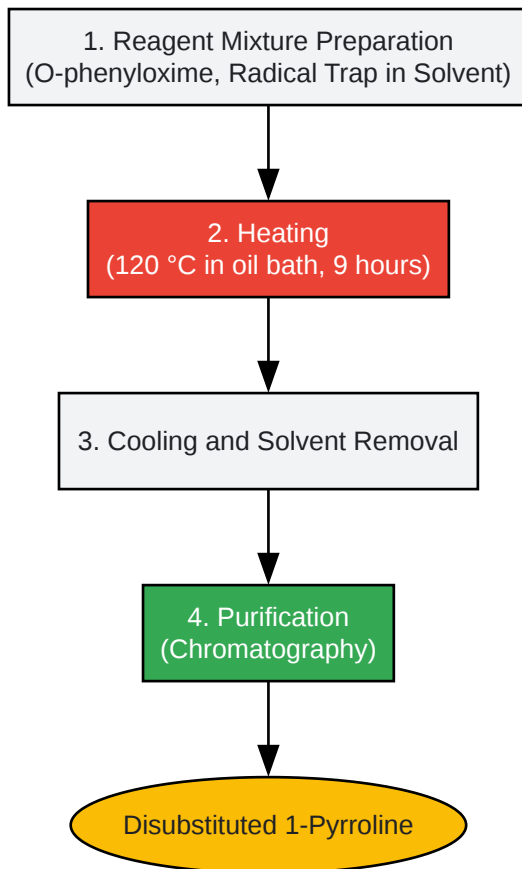 1. Reagent Mixture Preparation
(O-phenyloxime, Radical Trap in Solvent)
2. Heating
(120 °C in oil bath, 9 hours)
3. Cooling and Solvent Removal
4. Purification
(Chromatography)
Disubstituted 1-Pyrroline